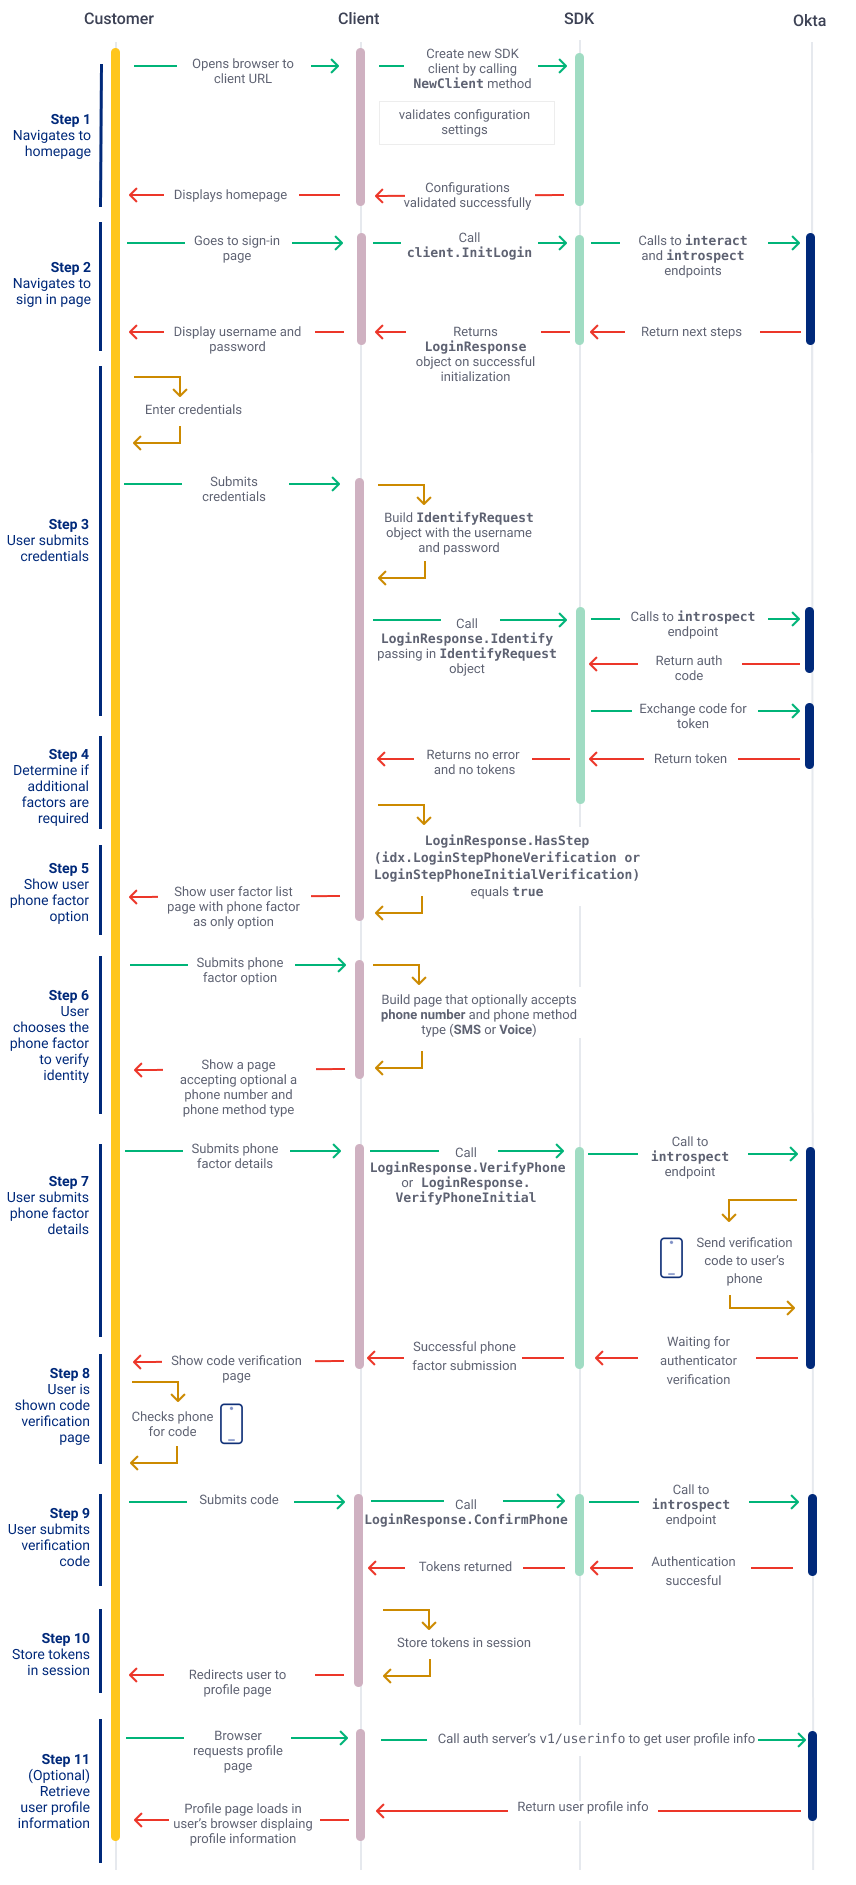 Customer
Client
SDK
Okta
Step 1
Navigates to
homepage
Opens browser to
client URL
Create new SDK
client by calling
NewClient method
validates configuration
settings
Configurations
validated successfully
Displays homepage
Step 2
Navigates to
sign in page
Goes to sign-in
page
Call
client.InitLogin
Calls to interact
and introspect
endpoints
Return next steps
Returns
LoginResponse
object on successful
initialization
Display username and
password
Step 3
User submits
credentials
Enter credentials
Submits
credentials
Build IdentifyRequest
object with the username
and password
Call
LoginResponse.Identify
passing in IdentifyRequest
object
Calls to introspect
endpoint
Return auth
code
Exchange code for
token
Step 4
Determine if
additional
factors are
required
Return token
Returns no error
and no tokens
LoginResponse.HasStep
(idx.LoginStepPhoneVerification or
LoginStepPhoneInitialVerification)
equals true
Step 5
Show user
phone factor
option
Show user factor list
page with phone factor
as only option
Step 6
User
chooses the
phone factor
to verify
identity
Submits phone
factor option
Build page that optionally accepts
phone number and phone method
type (SMS or Voice)
Show a page
accepting optional a
phone number and
phone method type
Step 7
User submits
phone factor
details
Submits phone
factor details
Call
LoginResponse.VerifyPhone
or LoginResponse.
VerifyPhoneInitial
Call to
introspect
endpoint
Send verification
code to user's
phone
Waiting for
authenticator
verification
Successful phone
factor submission
Step 8
User is
shown code
verification
page
Show code verification
page
Checks phone
for code
Step 9
User submits
verification
code
Submits code
Call
LoginResponse.ConfirmPhone
Call to
introspect
endpoint
Authentication
succesful
Tokens returned
Step 10
Store tokens
in session
Store tokens in session
Redirects user to
profile page
Step 11
(Optional)
Retrieve
user profile
information
Browser
requests profile
page
Call auth server's v1/userinfo to get user profile info
Return user profile info
Profile page loads in
user's browser displaing
profile information